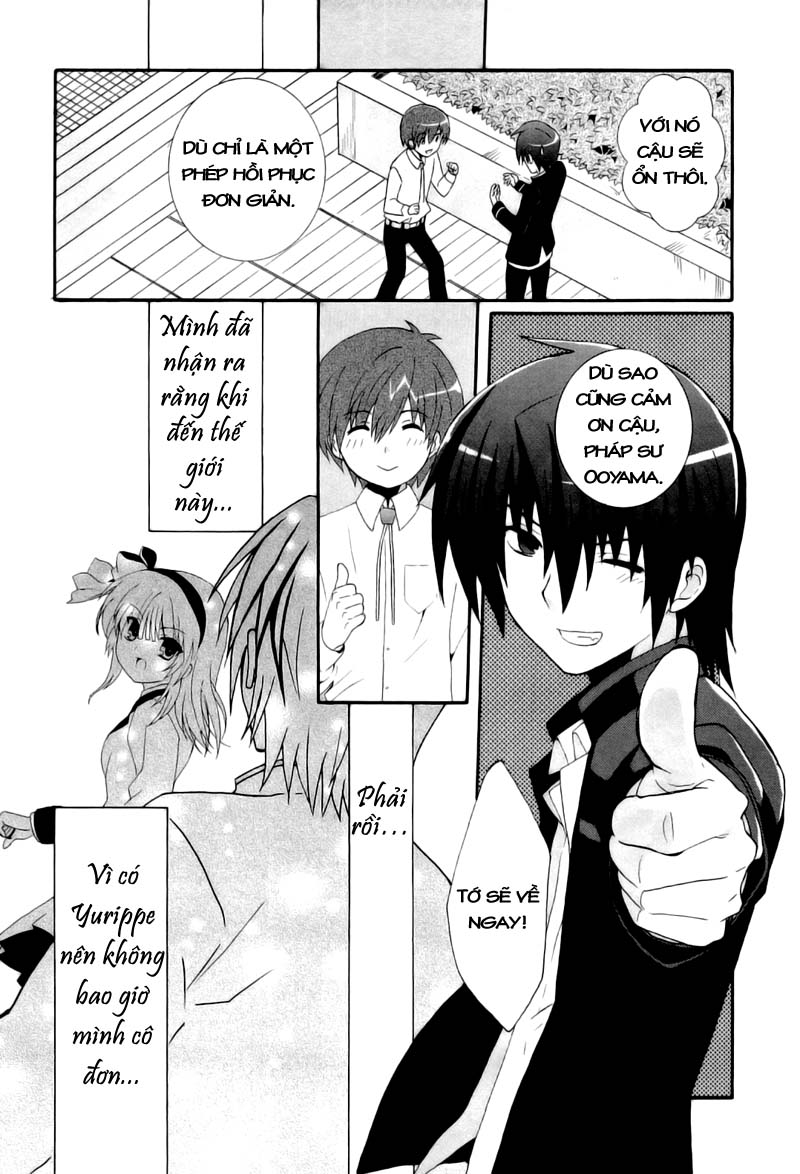 VỚI NÓ
CẬU SẼ
ỔN THÔI.
DÙ CHỈ LÀ MỘT
PHÉP HỒI PHỤC
ĐƠN GIẢN.
DÙ SAO
CŨNG CẢM
ƠN CẬU,
PHÁP SƯ
OOYAMA.
TỚ SẼ VỀ
NGAY!
Mình đã
nhận ra
rằng khi
đến thế
giới
này...
Phải
rồi...
Vì có
Yurippe
nên không
bao giờ
mình cô
đơn...